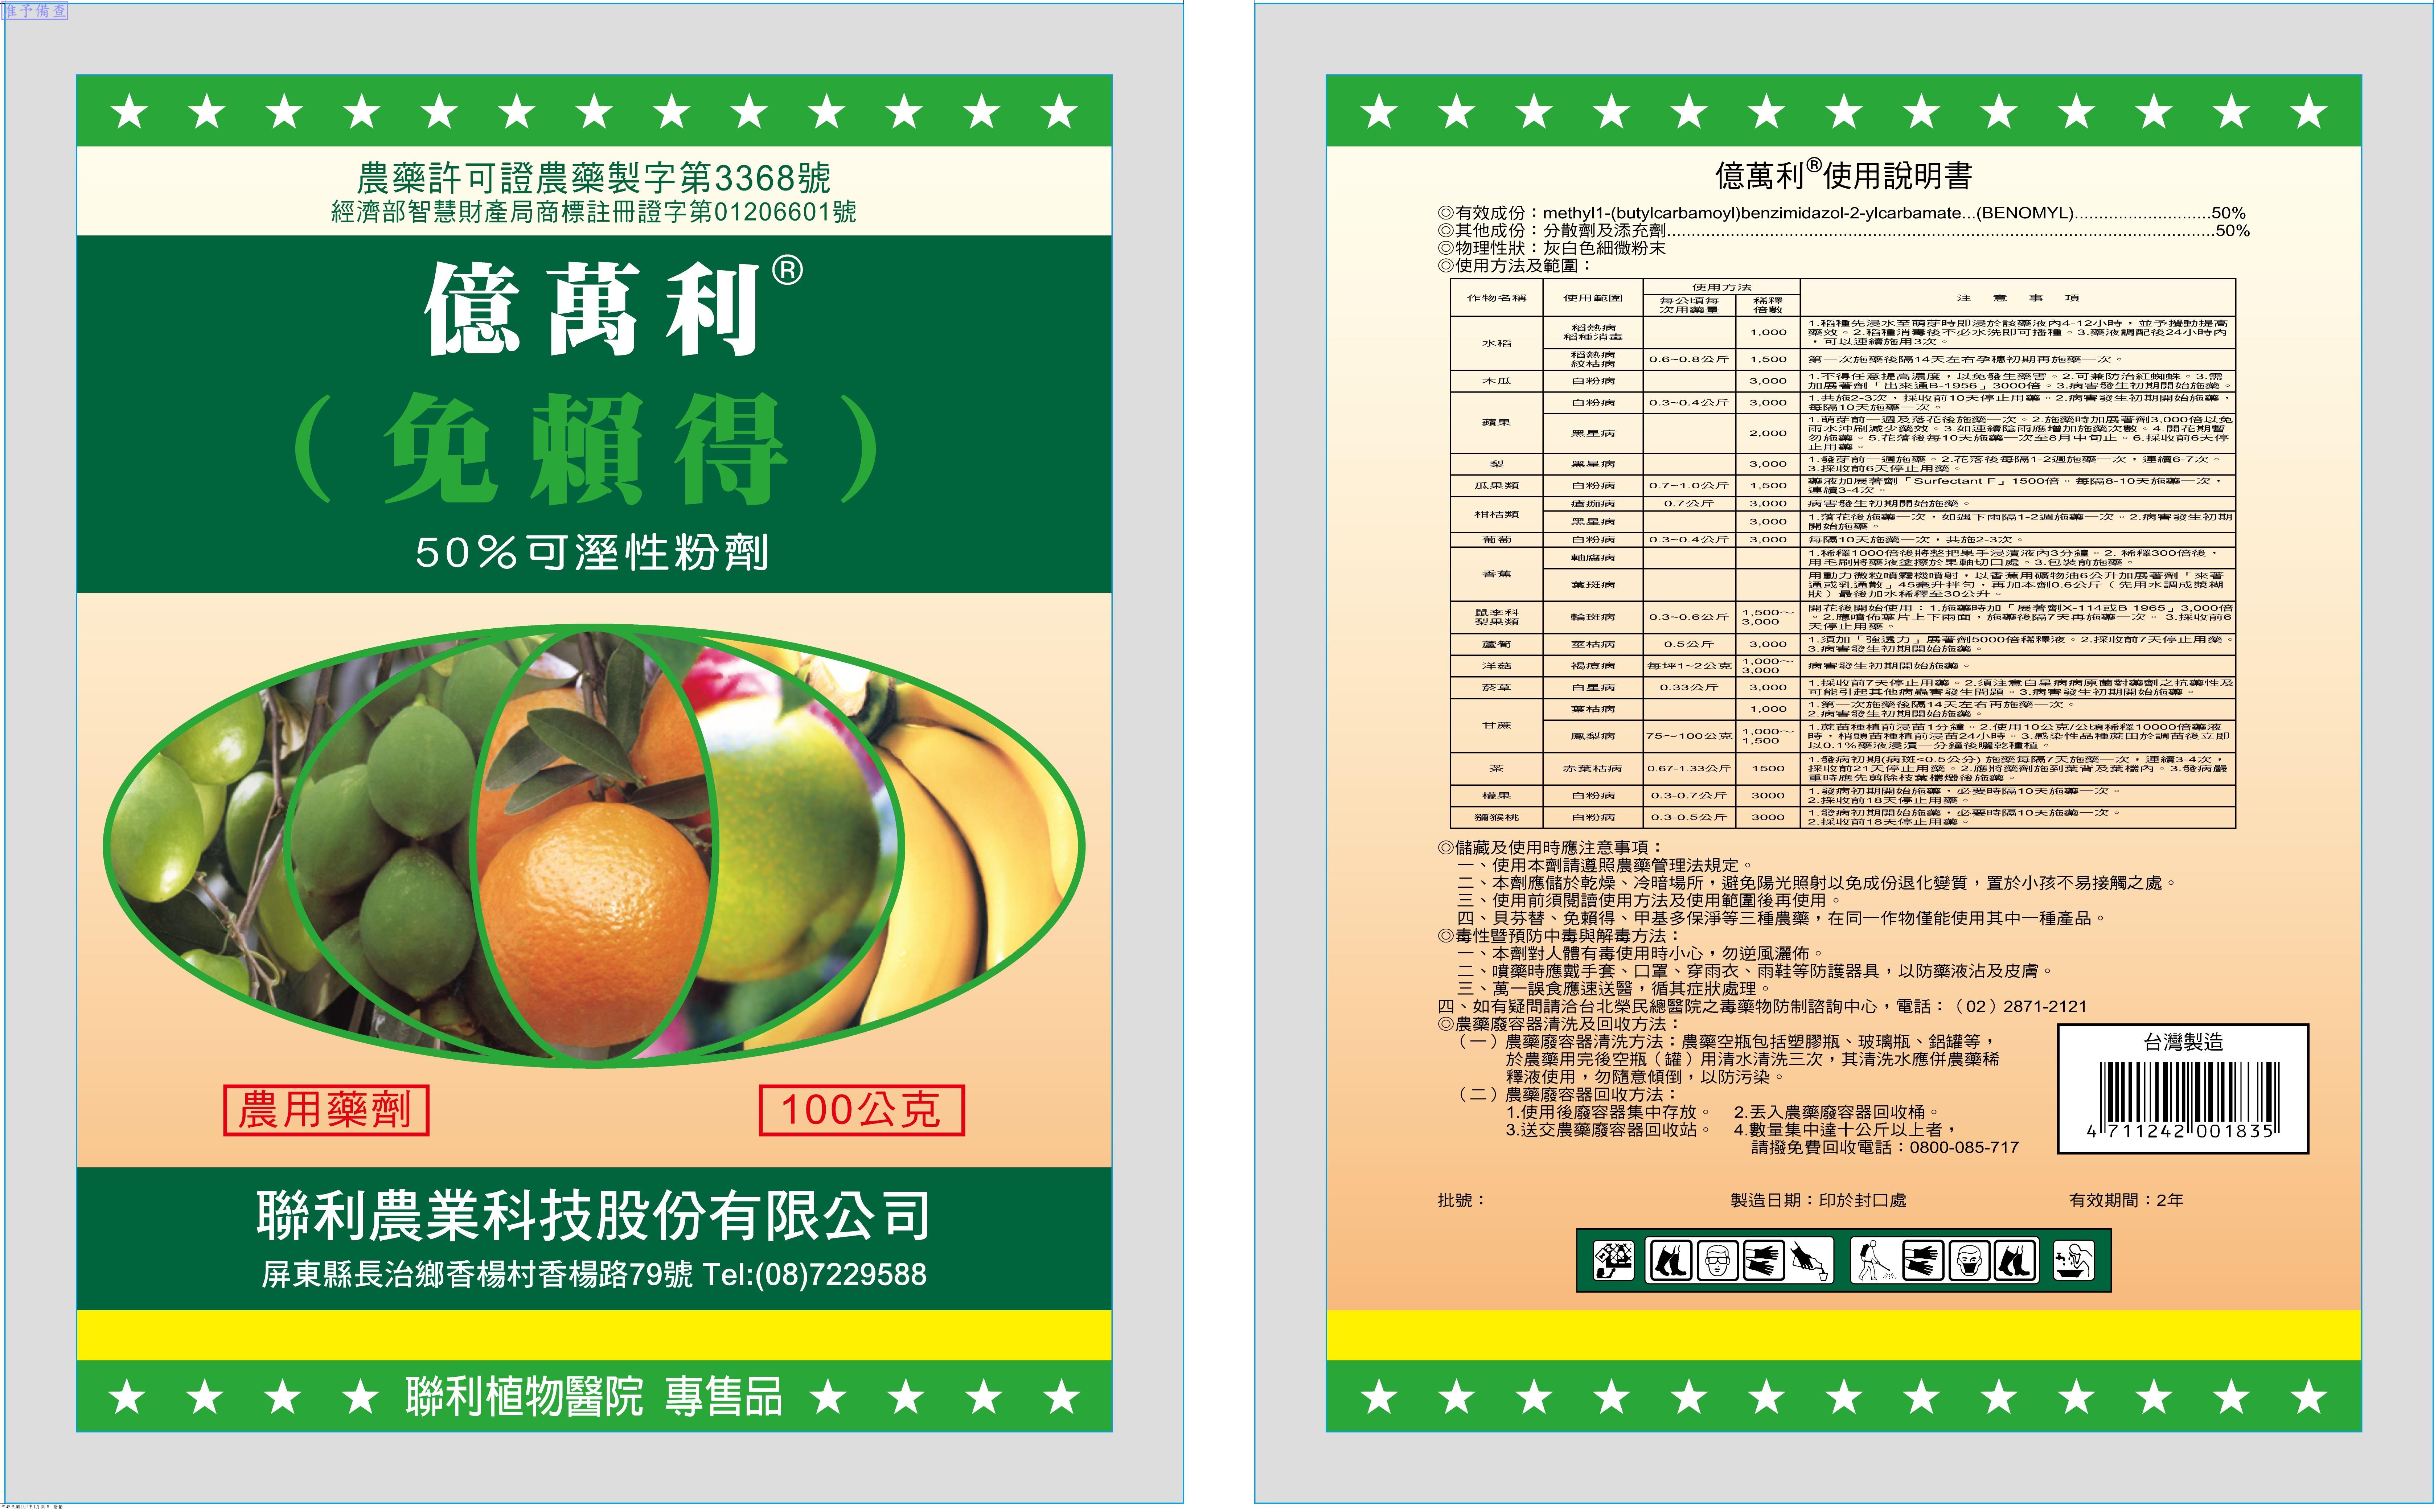 准予備查
農藥許可證農藥製字第3368號
經濟部智慧財產局商標註冊證字第01206601號
億萬利®
（免賴得）
50%可溼性粉劑
農用藥劑
100公克
聯利農業科技股份有限公司
屏東縣長治鄉香楊村香楊路79號 Tel:(08)7229588
聯利植物醫院 專售品
億萬利®使用說明書
◎有效成份：methyl1-(butylcarbamoyl)benzimidazol-2-ylcarbamate...(BENOMYL)............................50%
◎其他成份：分散劑及添充劑................................................................................................................50%
◎物理性狀：灰白色細微粉末
◎使用方法及範圍：
作物名稱 使用範圍 使用方法 注意事項
每公頃每次用藥量 稀釋倍數
水稻 稻熱病 稻種消毒 1,000 1.稻種先浸水至萌芽時即浸於該藥液內4-12小時，並予攪動提高
藥效。2.稻種消毒後不必水洗即可播種。3.藥液調配後24小時內
，可以連續施用3次。
稻熱病 紋枯病 0.6~0.8公斤 1,500 第一次施藥後隔14天左右孕穗初期再施藥一次。
木瓜 白粉病 3,000 1.不得任意提高濃度，以免發生藥害。2.可兼防治紅蜘蛛。3.需
加展著劑「出來通B-1956」3000倍。3.病害發生初期開始施藥。
蘋果 白粉病 0.3~0.4公斤 3,000 1.共施2-3次，採收前10天停止用藥。2.病害發生初期開始施藥，
每隔10天施藥一次。
黑星病 2,000 1.萌芽前一週及落花後施藥一次。2.施藥時加展著劑3,000倍以免
雨水沖刷減少藥效。3.如連續陰雨應增加施藥次數。4.開花期暫
勿施藥。5.花落後每10天施藥一次至8月中旬止。6.採收前6天停
止用藥。
梨 黑星病 3,000 1.發芽前一週施藥。2.花落後每隔1-2週施藥一次，連續6-7次。
3.採收前6天停止用藥。
瓜果類 白粉病 0.7~1.0公斤 1,500 藥液加展著劑「Surfectant F」1500倍。每隔8-10天施藥一次，
連續3-4次。
柑桔類 瘡痂病 0.7公斤 3,000 病害發生初期開始施藥。
黑星病 3,000 1.落花後施藥一次，如遇下雨隔1-2週施藥一次。2.病害發生初期
開始施藥。
葡萄 白粉病 0.3~0.4公斤 3,000 每隔10天施藥一次，共施2-3次。
香蕉 軸腐病 1.稀釋1000倍後將整把果手浸漬液內3分鐘。2. 稀釋300倍後，
用毛刷將藥液塗擦於果軸切口處。3.包裝前施藥。
葉斑病 用動力微粒噴霧機噴射，以香蕉用礦物油6公升加展著劑「來著
通或乳通散」45毫升拌勻，再加本劑0.6公斤（先用水調成漿糊
狀）最後加水稀釋至30公升。
鼠李科 梨果類 輪斑病 0.3~0.6公斤 1,500～3,000 開花後開始使用：1.施藥時加「展著劑X-114或B 1965」3,000倍
。2.應噴佈葉片上下兩面，施藥後隔7天再施藥一次。 3.採收前6
天停止用藥。
蘆筍 莖枯病 0.5公斤 3,000 1.須加「強透力」展著劑5000倍稀釋液。2.採收前7天停止用藥。
3.病害發生初期開始施藥。
洋菇 褐痘病 每坪1~2公克 1,000～3,000 病害發生初期開始施藥。
菸草 白星病 0.33公斤 3,000 1.採收前7天停止用藥。2.須注意白星病病原菌對藥劑之抗藥性及
可能引起其他病蟲害發生問題。3.病害發生初期開始施藥。
甘蔗 葉枯病 1,000 1.第一次施藥後隔14天左右再施藥一次。
2.病害發生初期開始施藥。
鳳梨病 75～100公克 1,000～1,500 1.蔗苗種植前浸苗1分鐘。2.使用10公克/公頃稀釋10000倍藥液
時，梢頭苗種植前浸苗24小時。3.感染性品種蔗田於調苗後立即
以0.1%藥液浸漬一分鐘後曬乾種植。
茶 赤葉枯病 0.67-1.33公斤 1500 1.發病初期(病斑<0.5公分) 施藥每隔7天施藥一次，連續3-4次，
採收前21天停止用藥。2.應將藥劑施到葉背及葉欉內。3.發病嚴
重時應先剪除枝葉欉燬後施藥。
檬果 白粉病 0.3-0.7公斤 3000 1.發病初期開始施藥，必要時隔10天施藥一次。
2.採收前18天停止用藥。
獼猴桃 白粉病 0.3-0.5公斤 3000 1.發病初期開始施藥，必要時隔10天施藥一次。
2.採收前18天停止用藥。
◎儲藏及使用時應注意事項：
一、使用本劑請遵照農藥管理法規定。
二、本劑應儲於乾燥、冷暗場所，避免陽光照射以免成份退化變質，置於小孩不易接觸之處。
三、使用前須閱讀使用方法及使用範圍後再使用。
四、貝芬替、免賴得、甲基多保淨等三種農藥，在同一作物僅能使用其中一種產品。
◎毒性暨預防中毒與解毒方法：
一、本劑對人體有毒使用時小心，勿逆風灑佈。
二、噴藥時應戴手套、口罩、穿雨衣、雨鞋等防護器具，以防藥液沾及皮膚。
三、萬一誤食應速送醫，循其症狀處理。
四、如有疑問請洽台北榮民總醫院之毒藥物防制諮詢中心，電話：（02）2871-2121
◎農藥廢容器清洗及回收方法：
（一）農藥廢容器清洗方法：農藥空瓶包括塑膠瓶、玻璃瓶、鋁罐等，
於農藥用完後空瓶（罐）用清水清洗三次，其清洗水應併農藥稀
釋液使用，勿隨意傾倒，以防污染。
（二）農藥廢容器回收方法：
1.使用後廢容器集中存放。 2.丟入農藥廢容器回收桶。
3.送交農藥廢容器回收站。 4.數量集中達十公斤以上者，
請撥免費回收電話：0800-085-717
台灣製造
4 711242 001835
批號： 製造日期：印於封口處 有效期間：2年